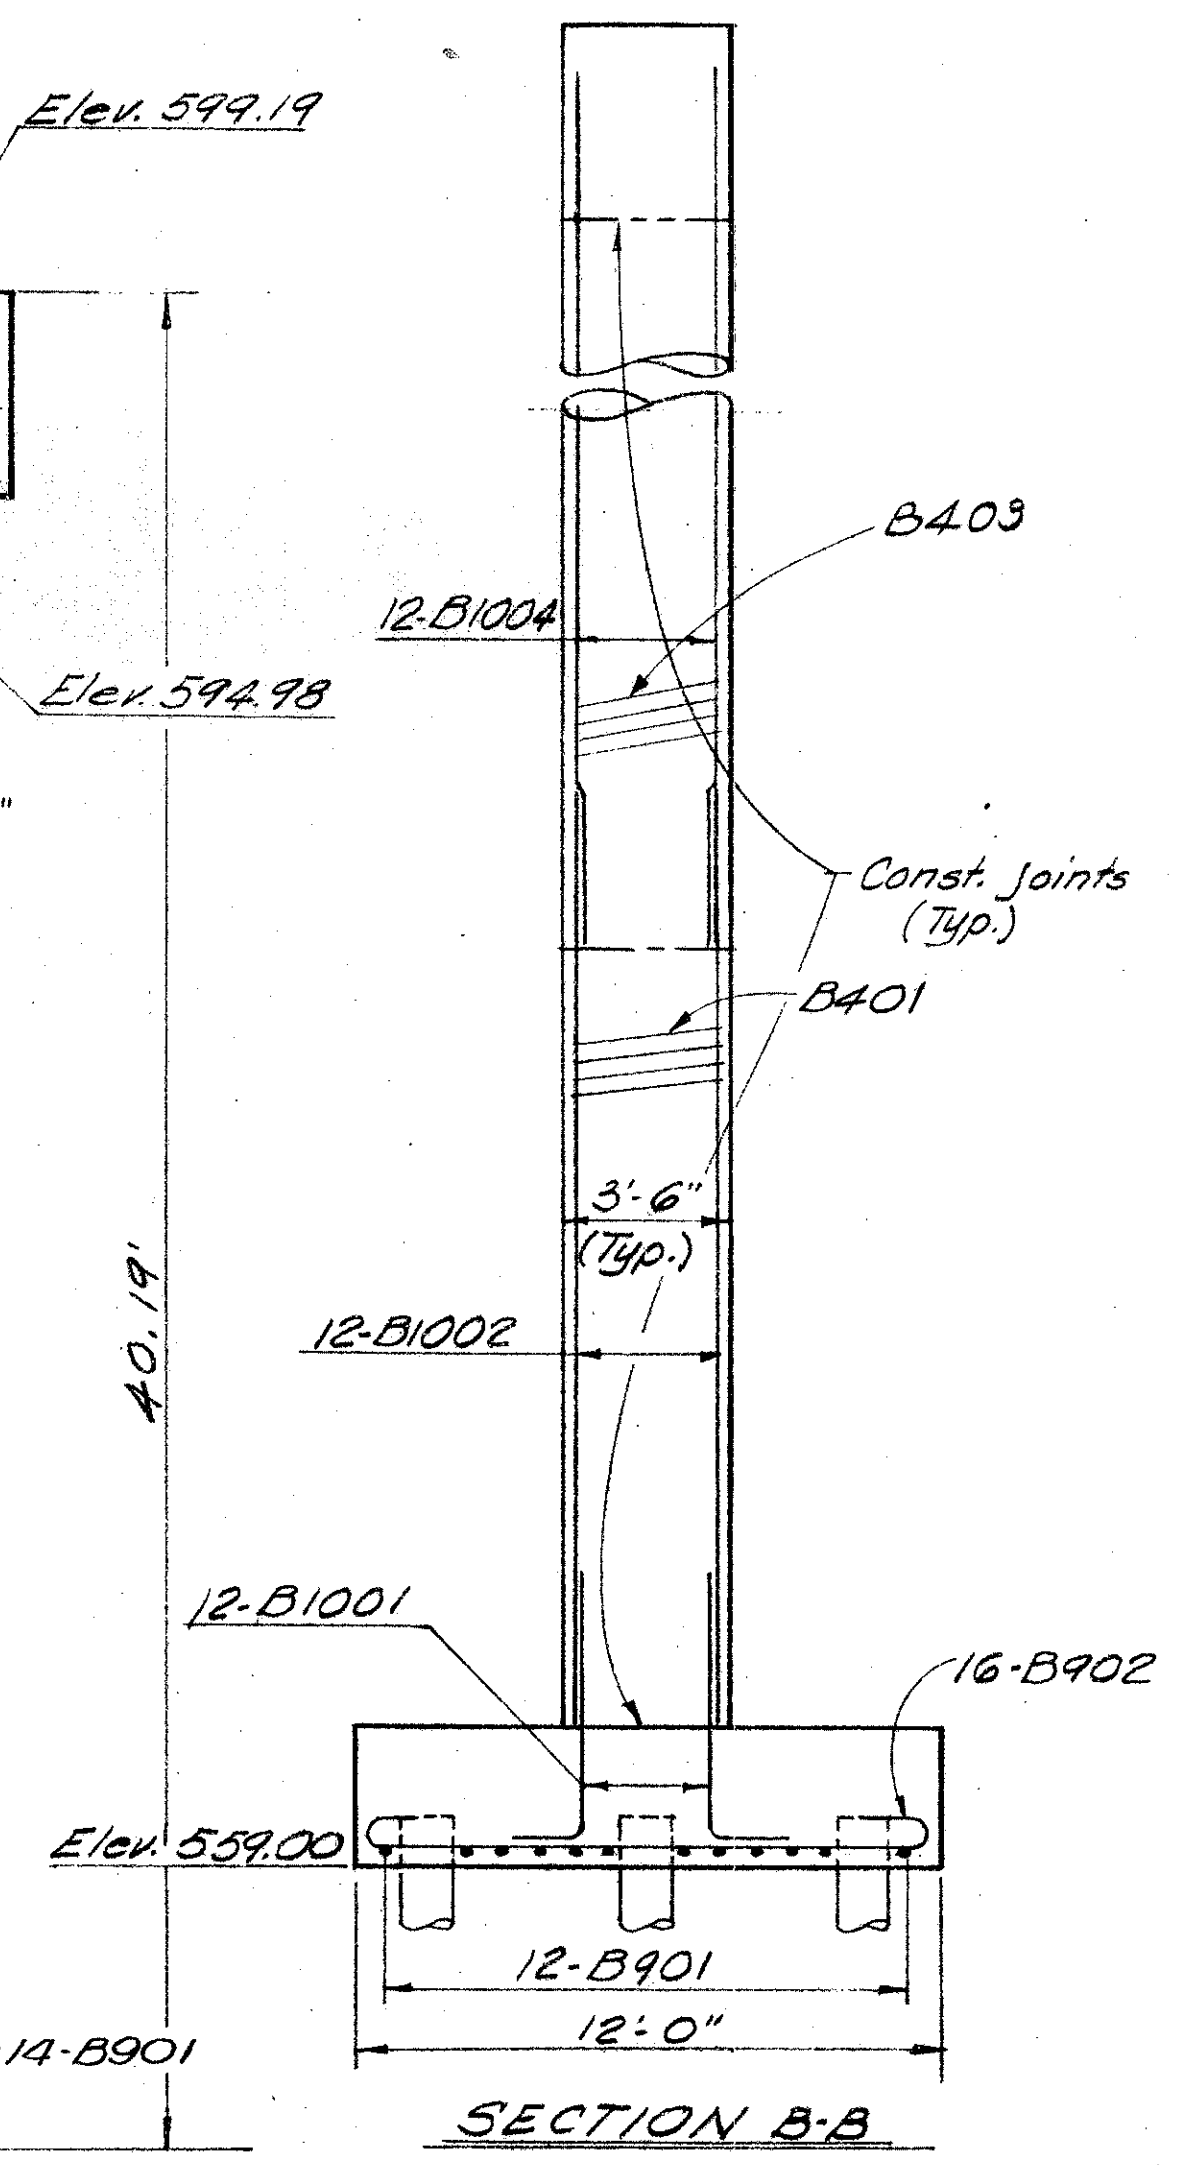 Elev. 599.19
B403
12-B1004
Elev. 594.98
"
Const. Joints
(Typ.)
B401
3'-6"
(Typ.)
40.19'
12-B1002
12-B1001
16-B902
Elev. 559.00
12-B901
12'-0"
14-B901
SECTION B-B